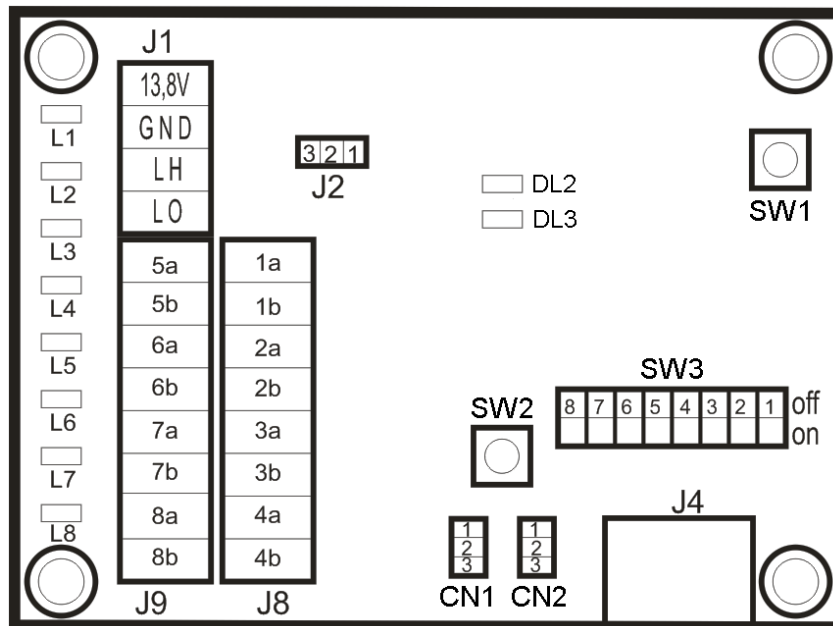 J1
13,8V
GND
LH
LO
L1
L2
L3
L4
L5
L6
L7
L8
3 2 1
J2
DL2
DL3
SW1
5a
5b
6a
6b
7a
7b
8a
8b
J9
1a
1b
2a
2b
3a
3b
4a
4b
J8
SW3
8 7 6 5 4 3 2 1 off
on
SW2
1
2
3
CN1
1
2
3
CN2
J4